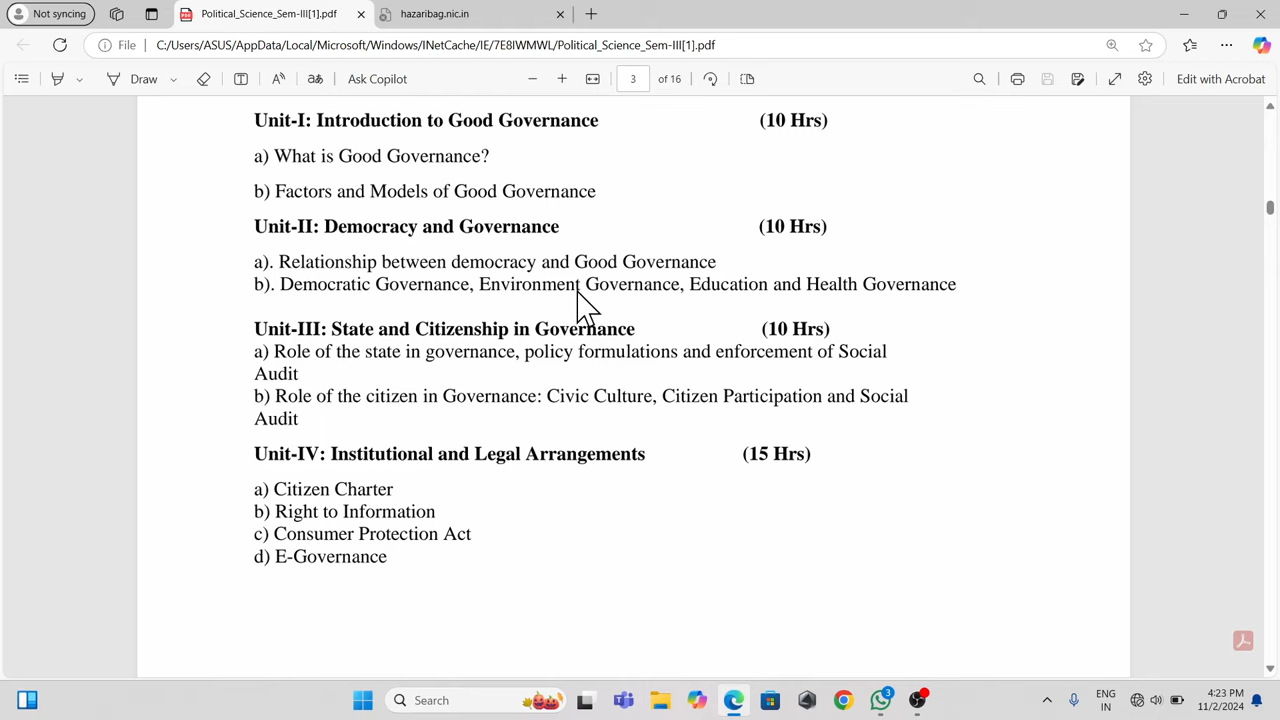 Not syncing
Political_Science_Sem-III[1].pdf
hazaribag.nic.in
File
C:/Users/ASUS/AppData/Local/Microsoft/Windows/INetCache/IE/7E8IWMWL/Political_Science_Sem-III[1].pdf
Draw
Ask Copilot
3 of 16
Edit with Acrobat
Unit-I: Introduction to Good Governance (10 Hrs)
a) What is Good Governance?
b) Factors and Models of Good Governance
Unit-II: Democracy and Governance (10 Hrs)
a). Relationship between democracy and Good Governance
b). Democratic Governance, Environment Governance, Education and Health Governance
Unit-III: State and Citizenship in Governance (10 Hrs)
a) Role of the state in governance, policy formulations and enforcement of Social
Audit
b) Role of the citizen in Governance: Civic Culture, Citizen Participation and Social
Audit
Unit-IV: Institutional and Legal Arrangements (15 Hrs)
a) Citizen Charter
b) Right to Information
c) Consumer Protection Act
d) E-Governance
Search
3
ENG
IN
4:23 PM
11/2/2024